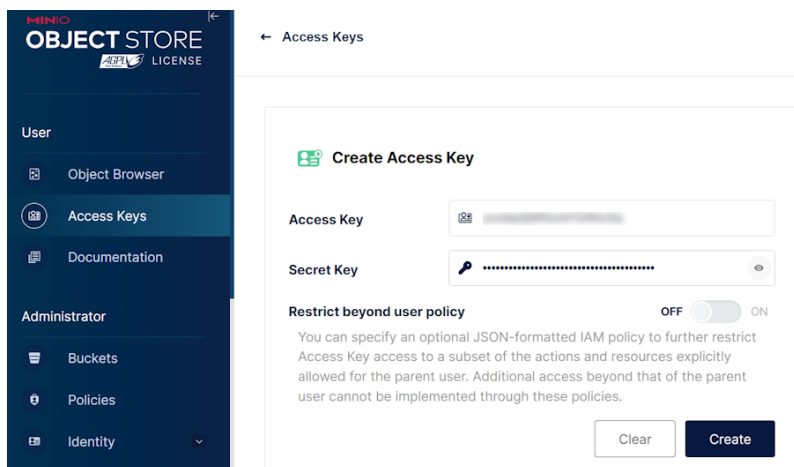 MINIO
OBJECT STORE
AGPLv3 LICENSE
User
Object Browser
Access Keys
Documentation
Administrator
Buckets
Policies
Identity
← Access Keys
Create Access Key
Access Key
Secret Key
••••••••••••••••••••••••••••••••••••••••
Restrict beyond user policy
OFF ON
You can specify an optional JSON-formatted IAM policy to further restrict
Access Key access to a subset of the actions and resources explicitly
allowed for the parent user. Additional access beyond that of the parent
user cannot be implemented through these policies.
Clear Create